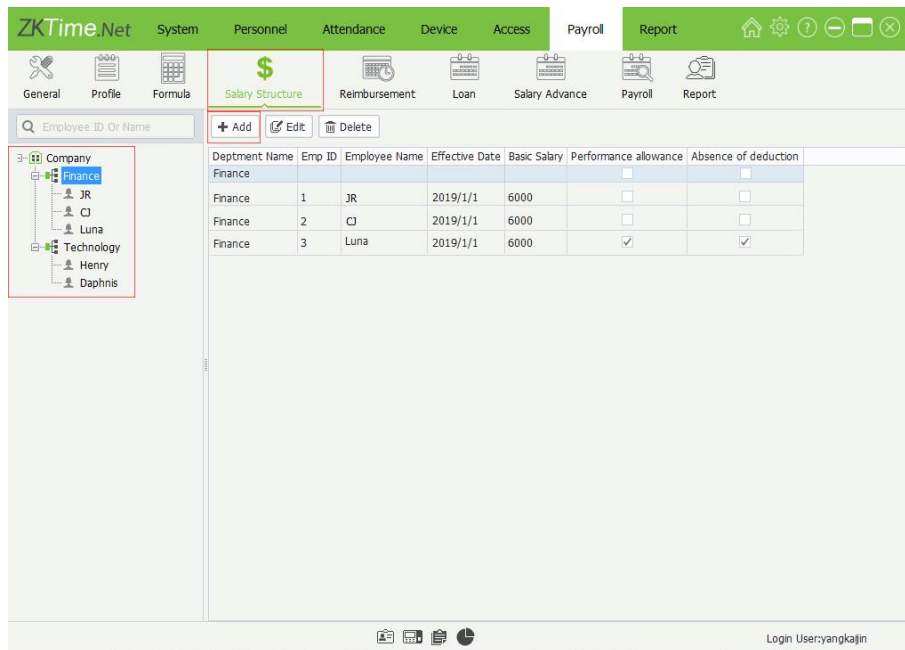 ZKTime.Net System Personnel Attendance Device Access Payroll Report
General Profile Formula Salary Structure Reimbursement Loan Salary Advance Payroll Report
Employee ID Or Name + Add Edit Delete
Company
Finance
JR
CJ
Luna
Technology
Henry
Daphnis
Deptment Name Emp ID Employee Name Effective Date Basic Salary Performance allowance Absence of deduction
Finance
Finance 1 JR 2019/1/1 6000
Finance 2 CJ 2019/1/1 6000
Finance 3 Luna 2019/1/1 6000
Login User:yangkaijin